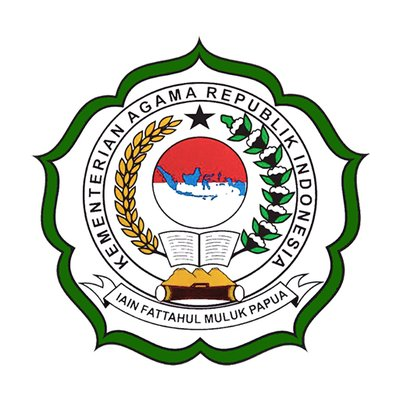 KEMENTERIAN AGAMA REPUBLIK INDONESIA
IAIN FATTAHUL MULUK PAPUA